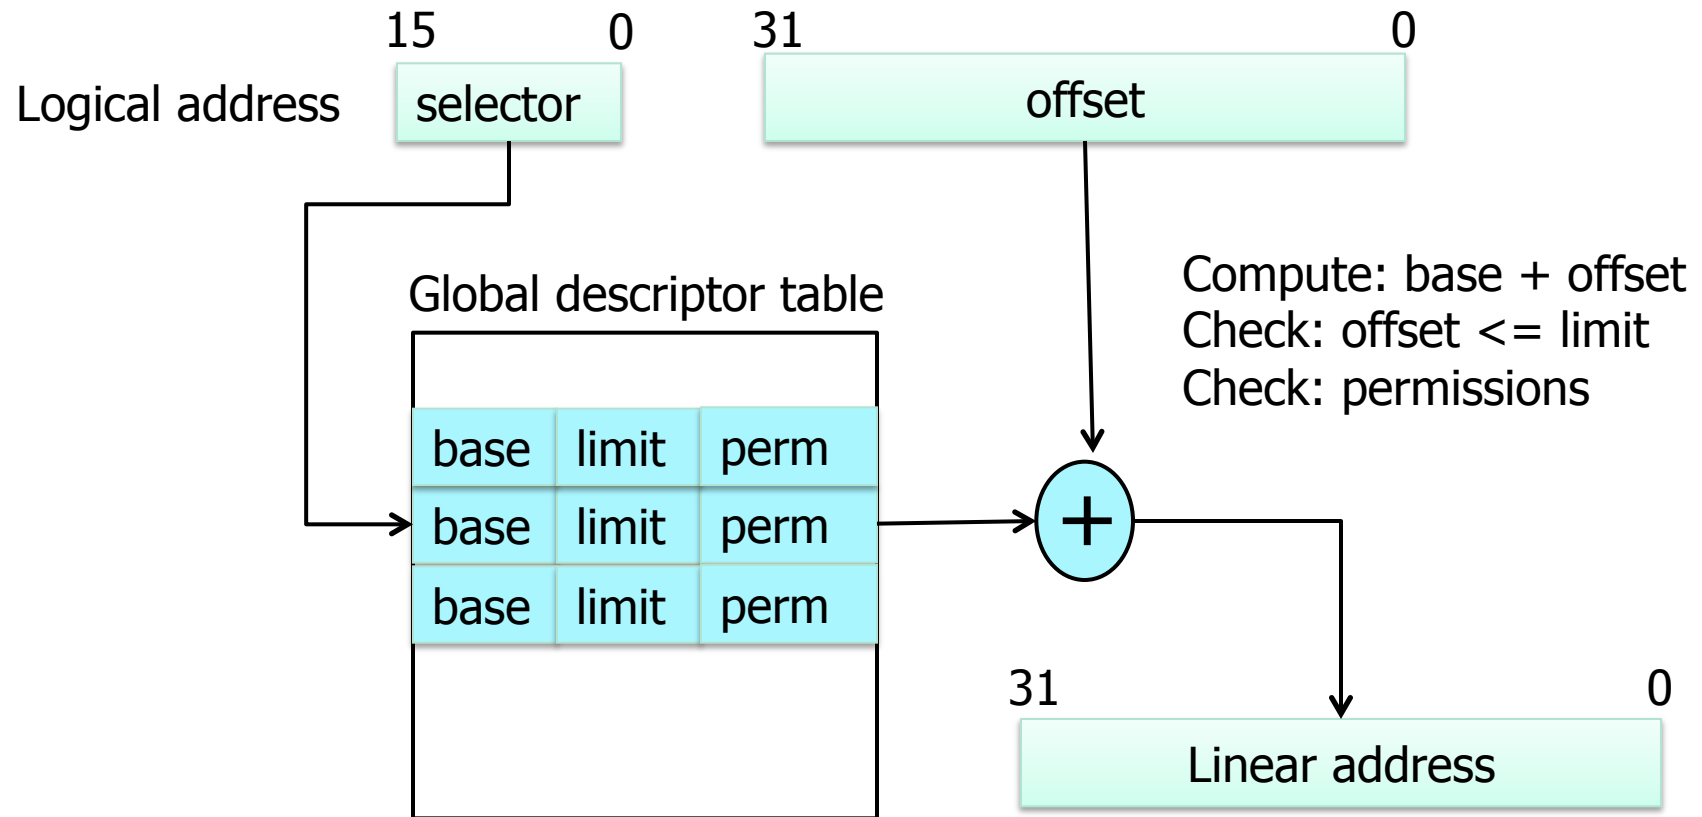 15 0 31 0
Logical address selector offset
Compute: base + offset
Global descriptor table
Check: offset <= limit
Check: permissions
base limit perm
base limit perm
+
base limit perm
31 0
Linear address